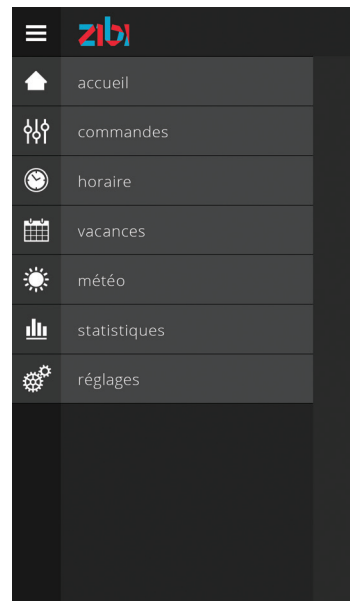 zibi
accueil
commandes
horaire
vacances
météo
statistiques
réglages